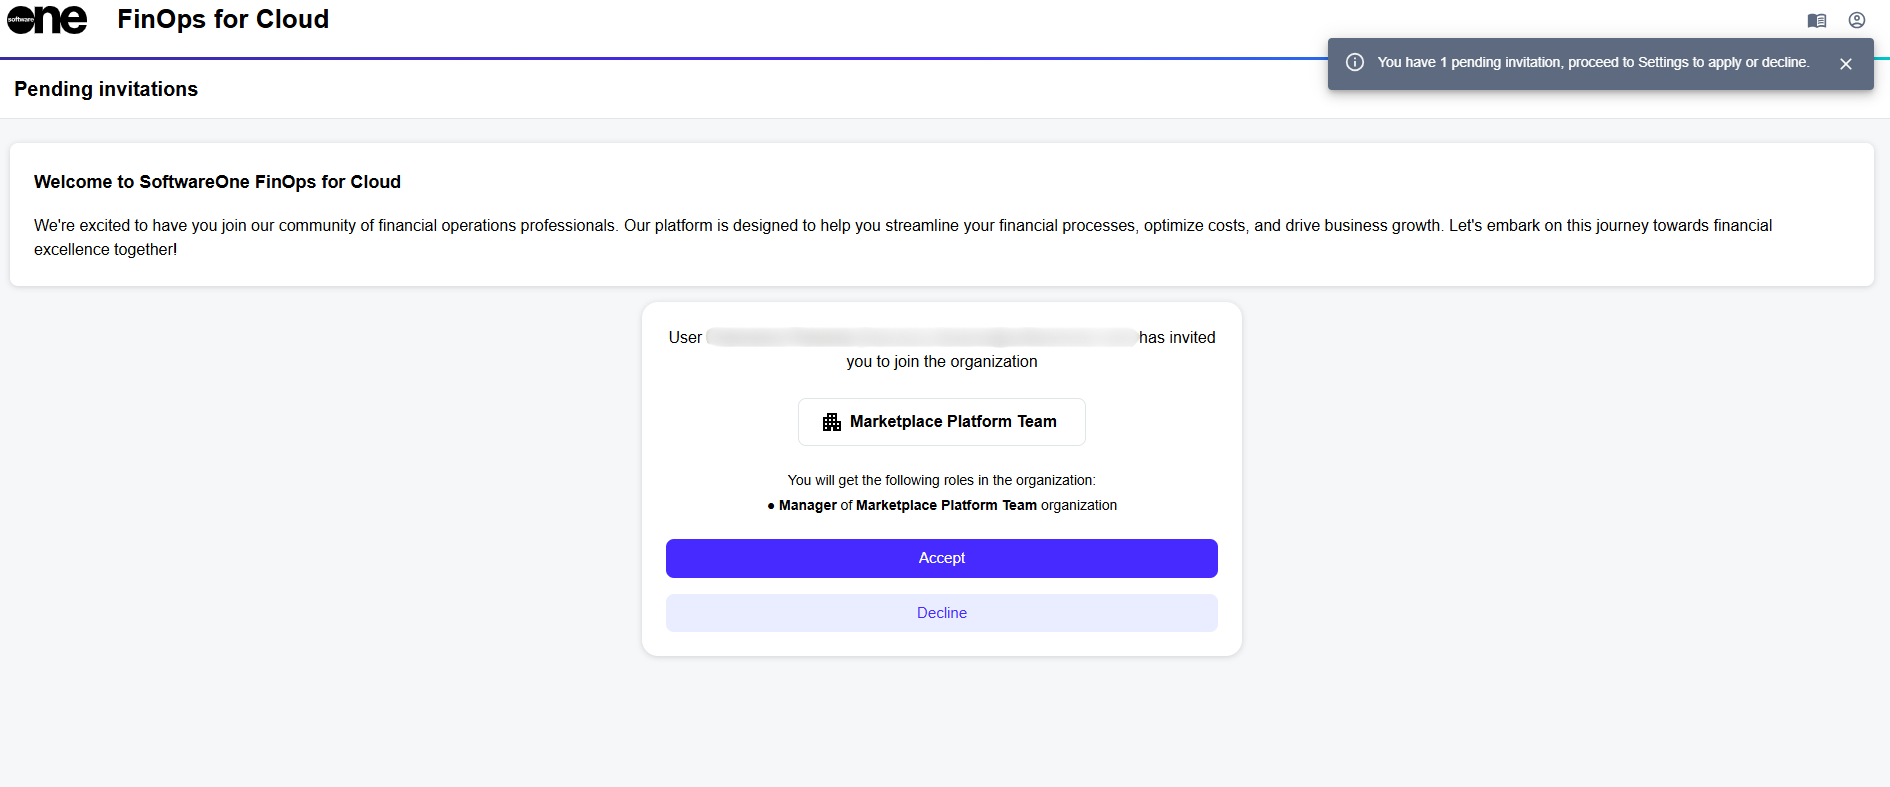 software one FinOps for Cloud
You have 1 pending invitation, proceed to Settings to apply or decline.
Pending invitations
Welcome to SoftwareOne FinOps for Cloud
We're excited to have you join our community of financial operations professionals. Our platform is designed to help you streamline your financial processes, optimize costs, and drive business growth. Let's embark on this journey towards financial
excellence together!
User has invited
you to join the organization
Marketplace Platform Team
You will get the following roles in the organization:
● Manager of Marketplace Platform Team organization
Accept
Decline